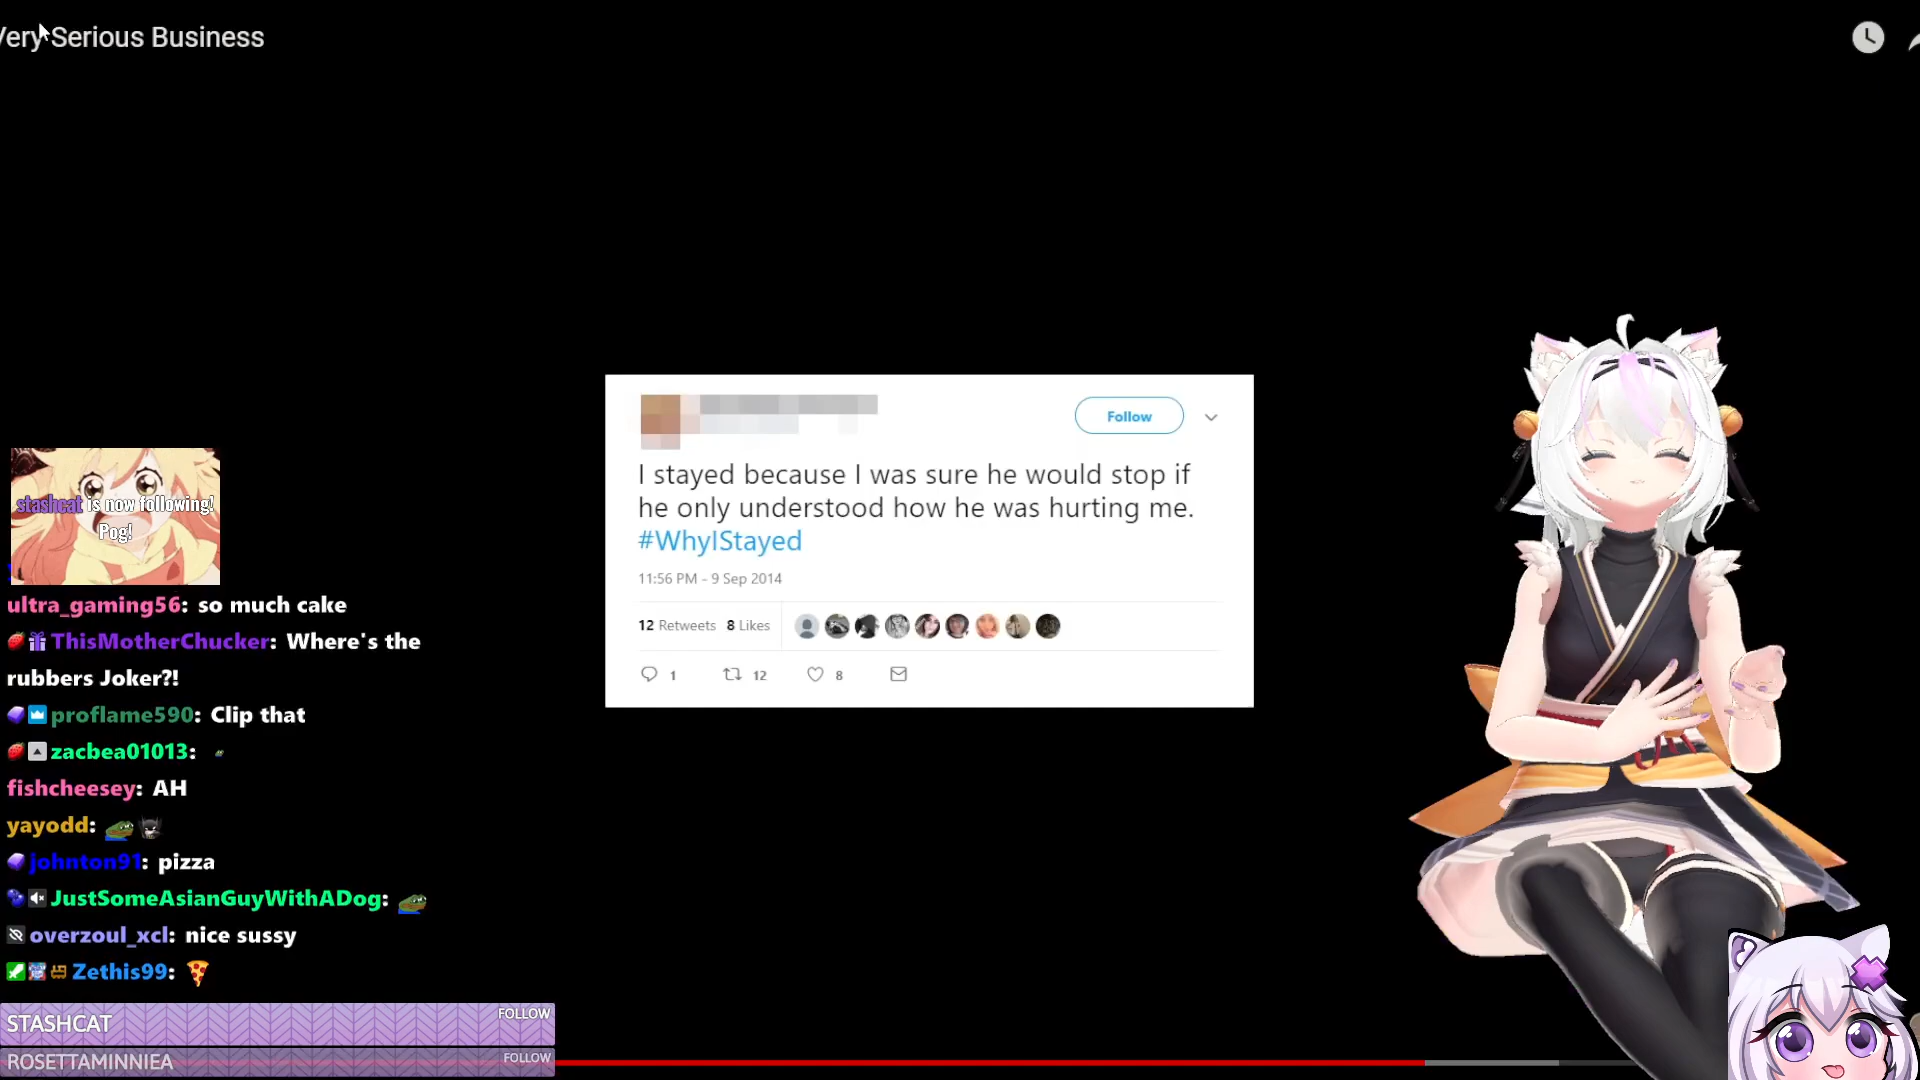 Very Serious Business
Follow
I stayed because I was sure he would stop if
he only understood how he was hurting me.
#WhyIStayed
11:56 PM - 9 Sep 2014
12 Retweets 8 Likes
1 12 8
stashcat is now following!
Pog!
ultra_gaming56: so much cake
ThisMotherChucker: Where's the
rubbers Joker?!
proflame590: Clip that
zacbea01013:
fishcheesey: AH
yayodd:
johnton91: pizza
JustSomeAsianGuyWithADog:
overzoul_xcl: nice sussy
Zethis99:
STASHCAT FOLLOW
ROSETTAMINNIEA FOLLOW